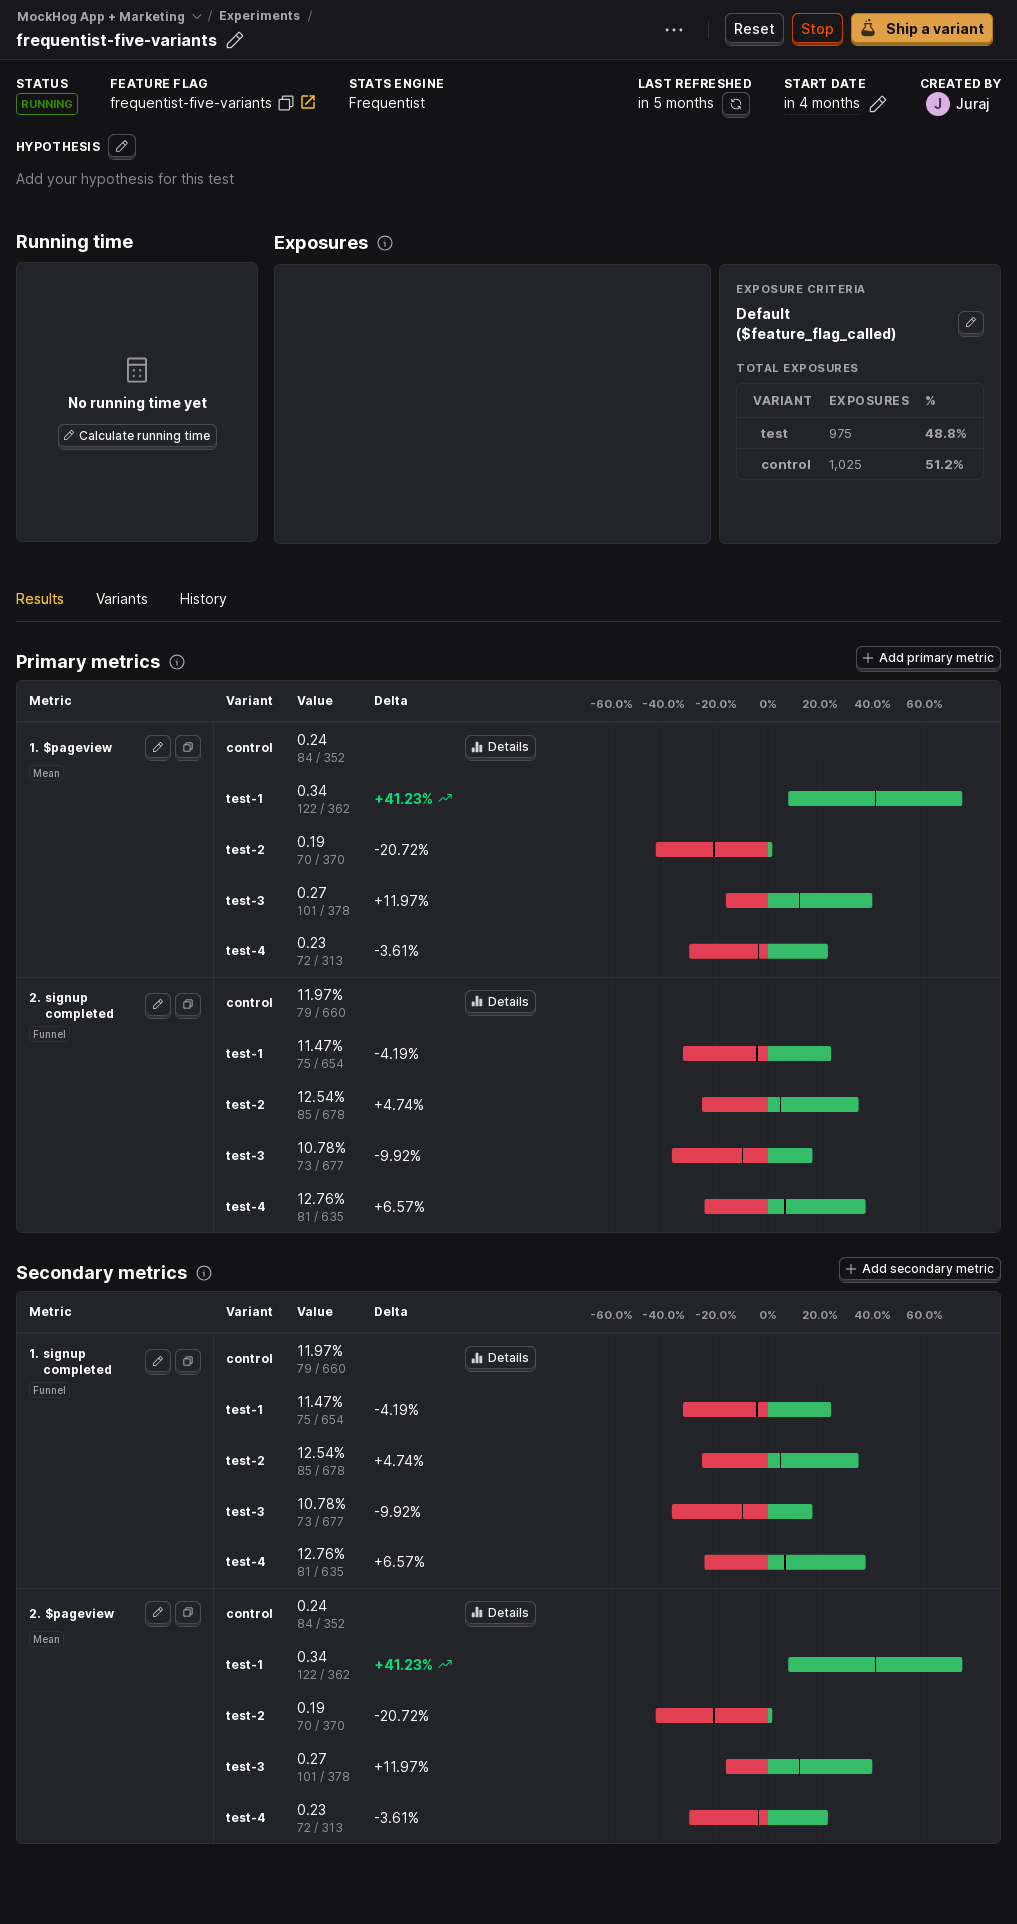 MockHog App + Marketing / Experiments /
frequentist-five-variants
Reset
Stop
Ship a variant
STATUS
RUNNING
FEATURE FLAG
frequentist-five-variants
STATS ENGINE
Frequentist
LAST REFRESHED
in 5 months
START DATE
in 4 months
CREATED BY
J Juraj
HYPOTHESIS
Add your hypothesis for this test
Running time
No running time yet
Calculate running time
Exposures
EXPOSURE CRITERIA
Default
($feature_flag_called)
TOTAL EXPOSURES
VARIANT EXPOSURES %
test 975 48.8%
control 1,025 51.2%
Results Variants History
Primary metrics
Add primary metric
Metric Variant Value Delta -60.0% -40.0% -20.0% 0% 20.0% 40.0% 60.0%
1. $pageview
Mean
control 0.24 Details
84 / 352
test-1 0.34 +41.23%
122 / 362
test-2 0.19 -20.72%
70 / 370
test-3 0.27 +11.97%
101 / 378
test-4 0.23 -3.61%
72 / 313
2. signup
completed
Funnel
control 11.97% Details
79 / 660
test-1 11.47% -4.19%
75 / 654
test-2 12.54% +4.74%
85 / 678
test-3 10.78% -9.92%
73 / 677
test-4 12.76% +6.57%
81 / 635
Secondary metrics
Add secondary metric
Metric Variant Value Delta -60.0% -40.0% -20.0% 0% 20.0% 40.0% 60.0%
1. signup
completed
Funnel
control 11.97% Details
79 / 660
test-1 11.47% -4.19%
75 / 654
test-2 12.54% +4.74%
85 / 678
test-3 10.78% -9.92%
73 / 677
test-4 12.76% +6.57%
81 / 635
2. $pageview
Mean
control 0.24 Details
84 / 352
test-1 0.34 +41.23%
122 / 362
test-2 0.19 -20.72%
70 / 370
test-3 0.27 +11.97%
101 / 378
test-4 0.23 -3.61%
72 / 313